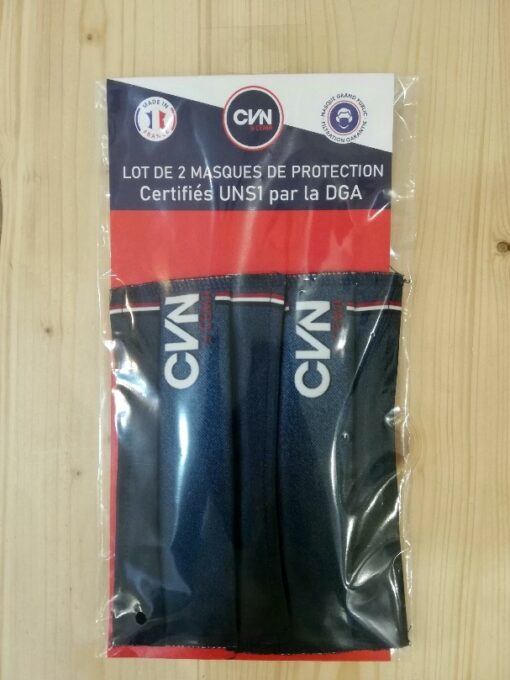 MADE IN
FRANCE
CVN
MASQUE GRAND PUBLIC
FILTRATION GARANTIE
LOT DE 2 MASQUES DE PROTECTION
Certifiés UNS1 par la DGA
CVN
CVN